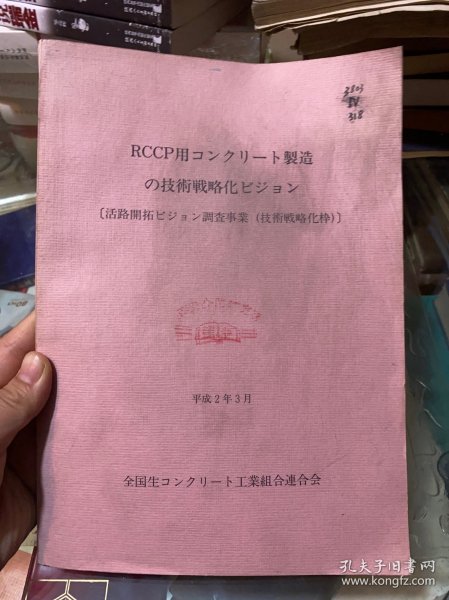 3803
318
RCCP用コンクリート製造
の技術戦略化ビジョン
〔活路開拓ビジョン調査事業(技術戦略化枠)〕
平成2年3月
全国生コンクリート工業組合連合会
孔夫子旧书网
www.kongfz.com